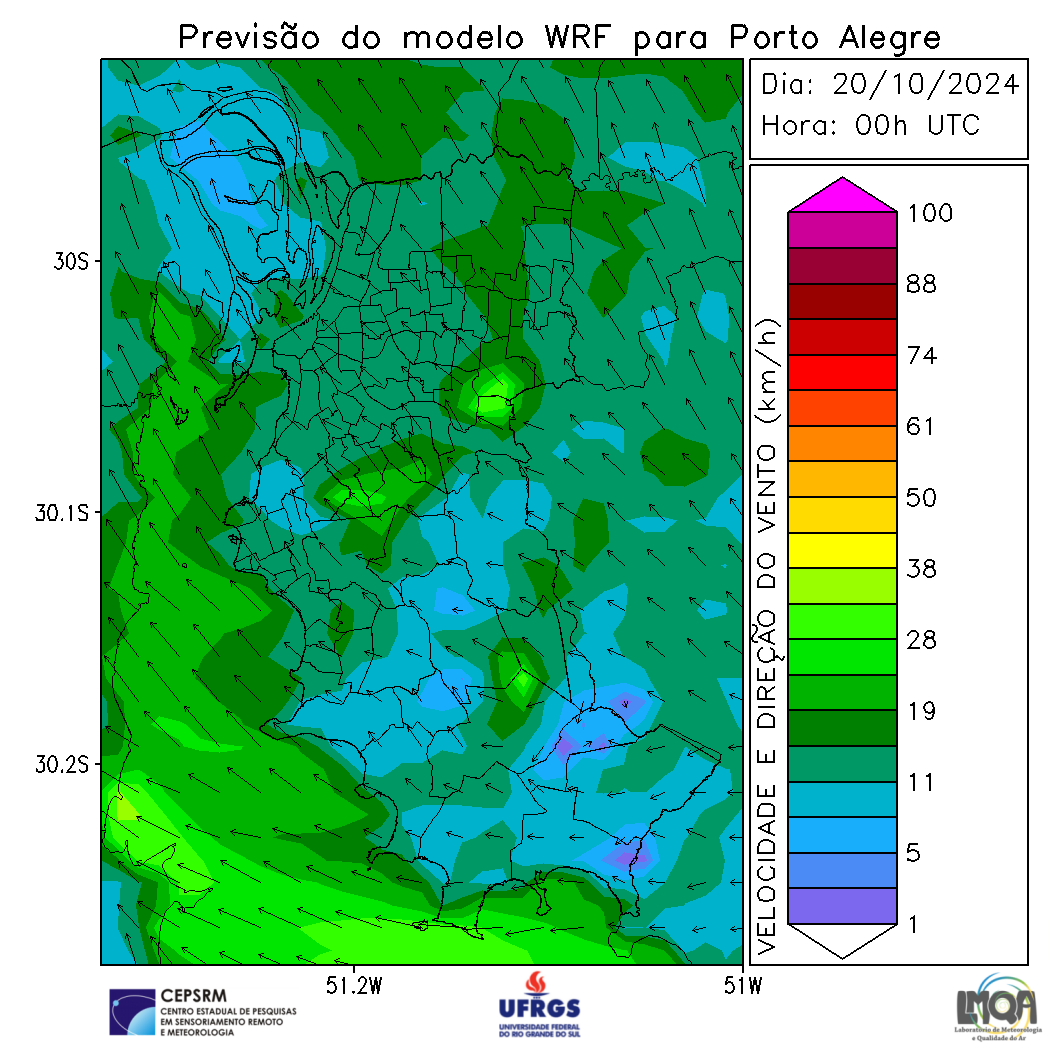 Previsão do modelo WRF para Porto Alegre
Dia: 20/10/2024
Hora: 00h UTC
30S
30.1S
30.2S
51.2W
51W
VELOCIDADE E DIREÇÃO DO VENTO (km/h)
100
88
74
61
50
38
28
19
11
5
1
CEPSRM
CENTRO ESTADUAL DE PESQUISAS
EM SENSORIAMENTO REMOTO
E METEOROLOGIA
UFRGS
UNIVERSIDADE FEDERAL
DO RIO GRANDE DO SUL
LMQA
Laboratório de Meteorologia
e Qualidade do Ar